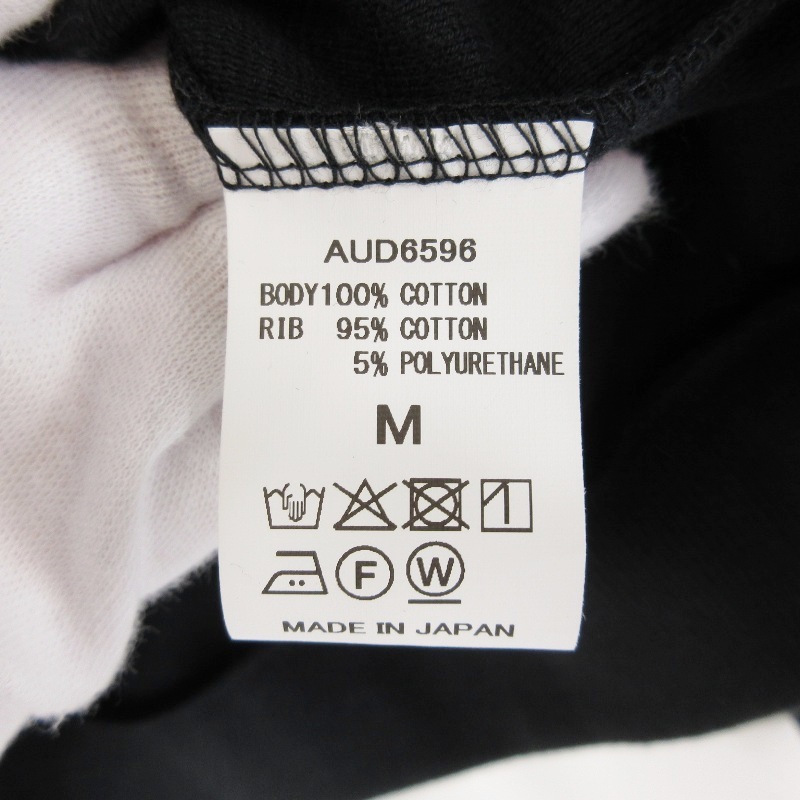 AUD6596
BODY100% COTTON
RIB 95% COTTON
5% POLYURETHANE
M
F W
MADE IN JAPAN